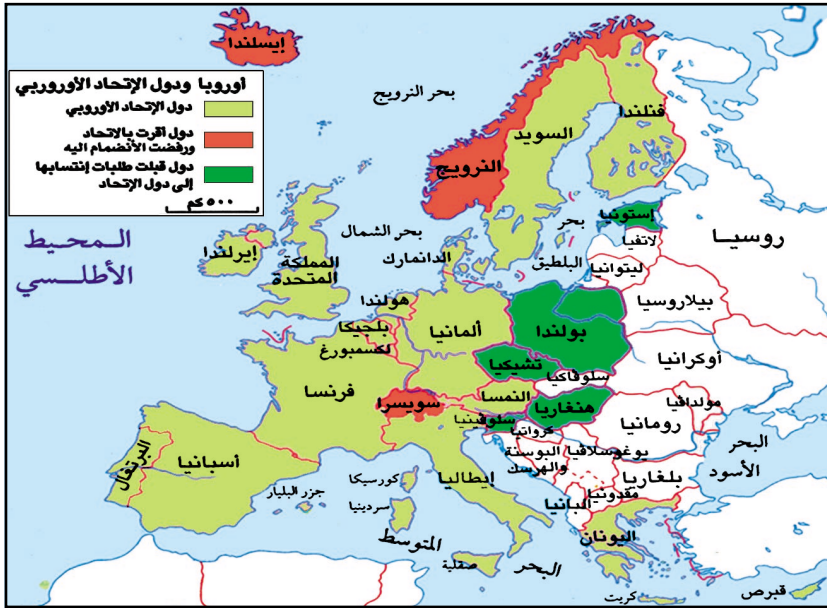 أوروبا ودول الإتحاد الأوروربي
دول الإتحاد الأوروبي
دول أقرت بالاتحاد
ورفضت الأنضمام اليه
دول قبلت طلبات إنتسابها
إلى دول الإتحاد
٥٠٠ كم
إيسلندا
بحر النرويج
فنلندا
السويد
النرويج
روسيا
إستونيا
بحر
البلطيق
لاتفيا
ليتوانيا
بحر الشمال
الدانمارك
المحيط
الأطلسي
إيرلندا
المملكة
المتحدة
هولندا
بلجيكا
لكسمبورغ
ألمانيا
بولندا
بيلاروسيا
أوكرانيا
تشيكيا
سلوفاكيا
فرنسا
سويسرا
النمسا
هنغاريا
مولدافيا
رومانيا
سلوفينيا
كرواتيا
البوسنة
والهرسك
يوغوسلافيا
بلغاريا
مقدونيا
ألبانيا
البحر
الأسود
البرتغال
أسبانيا
جزر البليار
كورسيكا
سردينيا
إيطاليا
المتوسط
البحر
صقلية
اليونان
كريت
قبرص